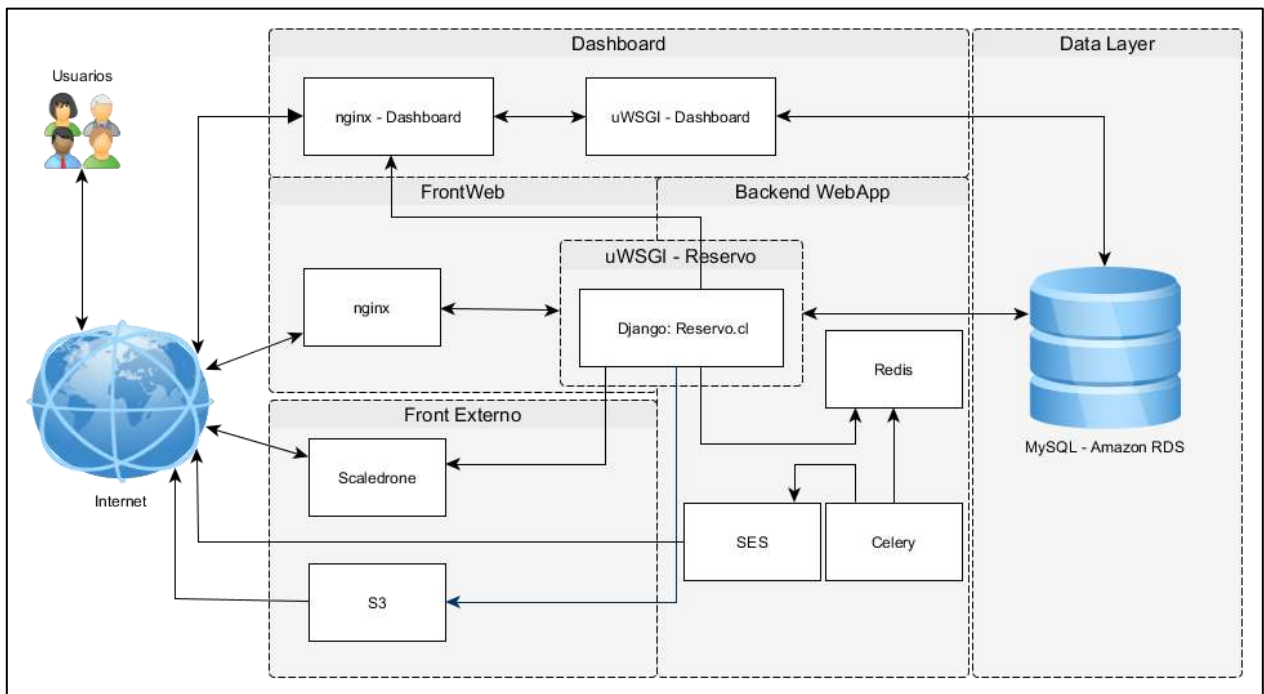 Dashboard
Data Layer
Usuarios
nginx - Dashboard
uWSGI - Dashboard
FrontWeb
Backend WebApp
uWSGI - Reservo
nginx
Django: Reservo.cl
Redis
Front Externo
MySQL - Amazon RDS
Scaledrone
Internet
SES
Celery
S3